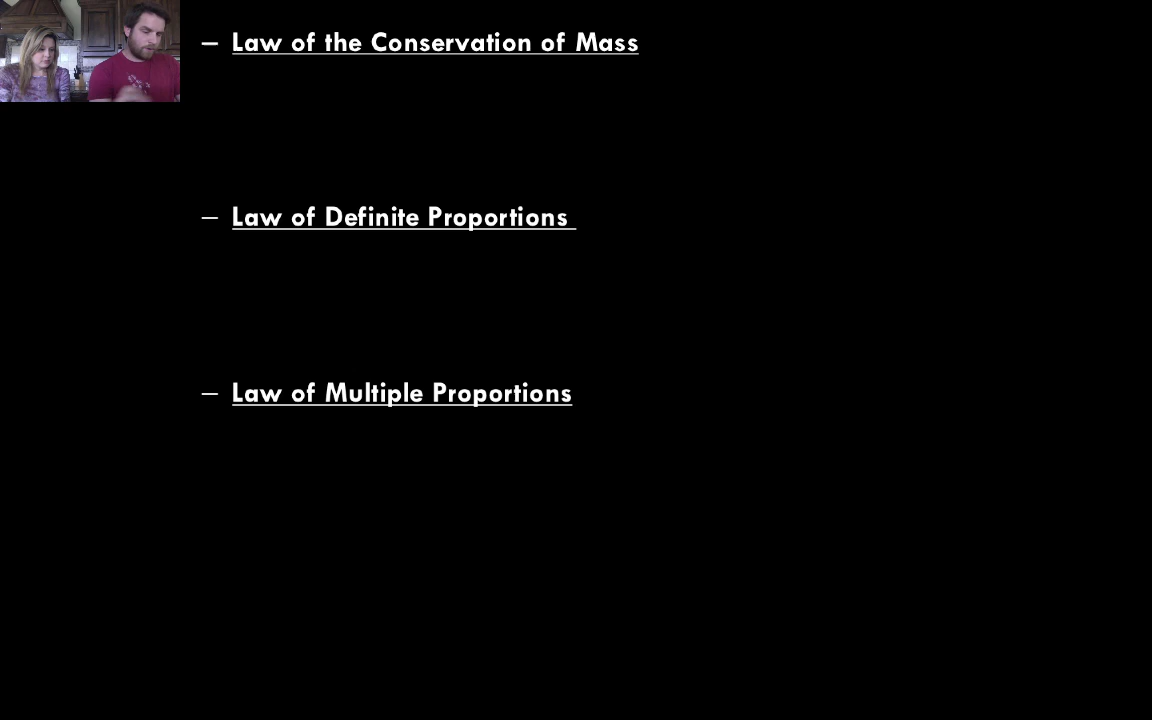 – Law of the Conservation of Mass
– Law of Definite Proportions
– Law of Multiple Proportions